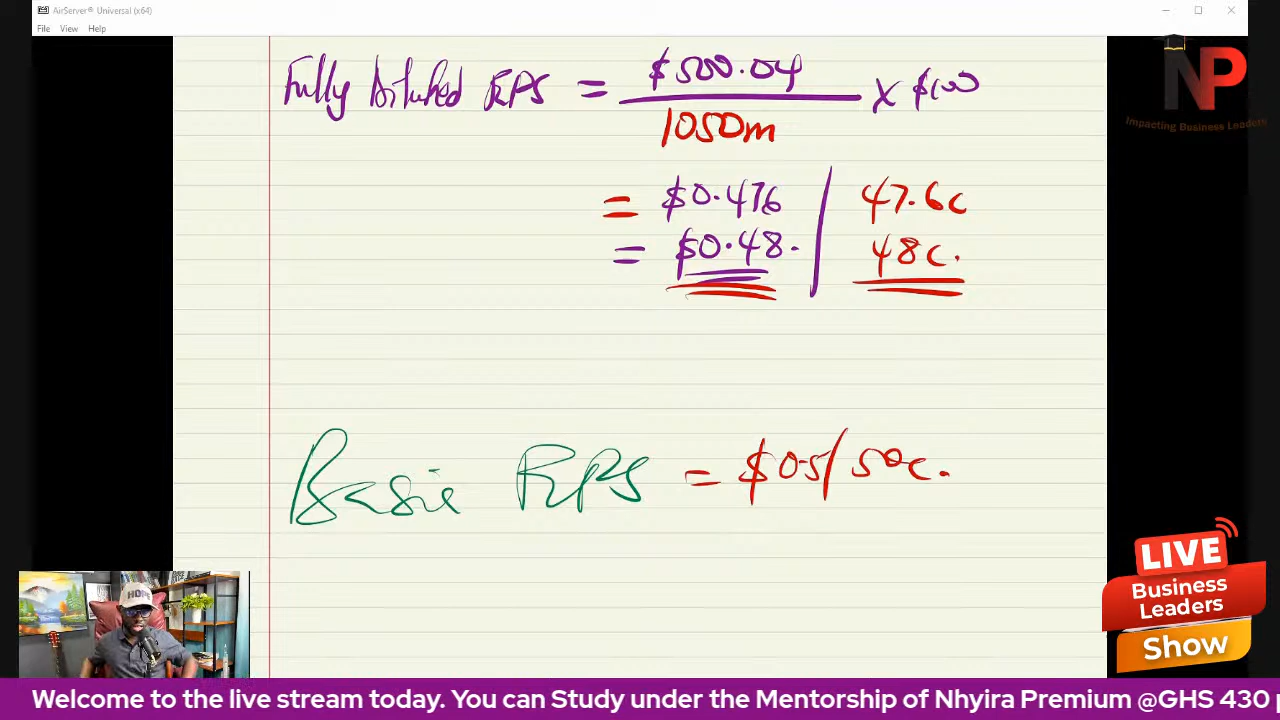 AirServer® Universal (x64)
File View Help
NP
Impacting Business Leaders
Fully Diluted EPS = $500.04 x $100
1050m
= $0.476 | 47.6c
= $0.48. | 48c.
Basic EPS = $0.5/50c.
HOPE
LIVE
Business
Leaders
Show
Welcome to the live stream today. You can Study under the Mentorship of Nhyira Premium @GHS 430 p